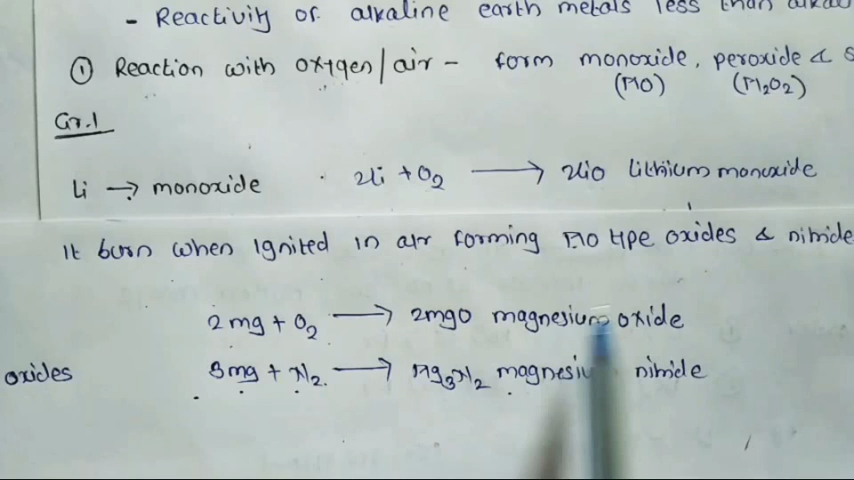 - Reactivity of alkaline earth metals less than
① Reaction with oxygen/air - form monoxide, peroxide &
(MO) (M2O2)
Gr.1
Li → monoxide 2Li + O2 → 2LiO Lithium monoxide
It burn when ignited in air forming MO type oxides & nitride
2mg + O2 → 2mgO magnesium oxide
oxides 3mg + N2 → Mg3N2 magnesiu nitride